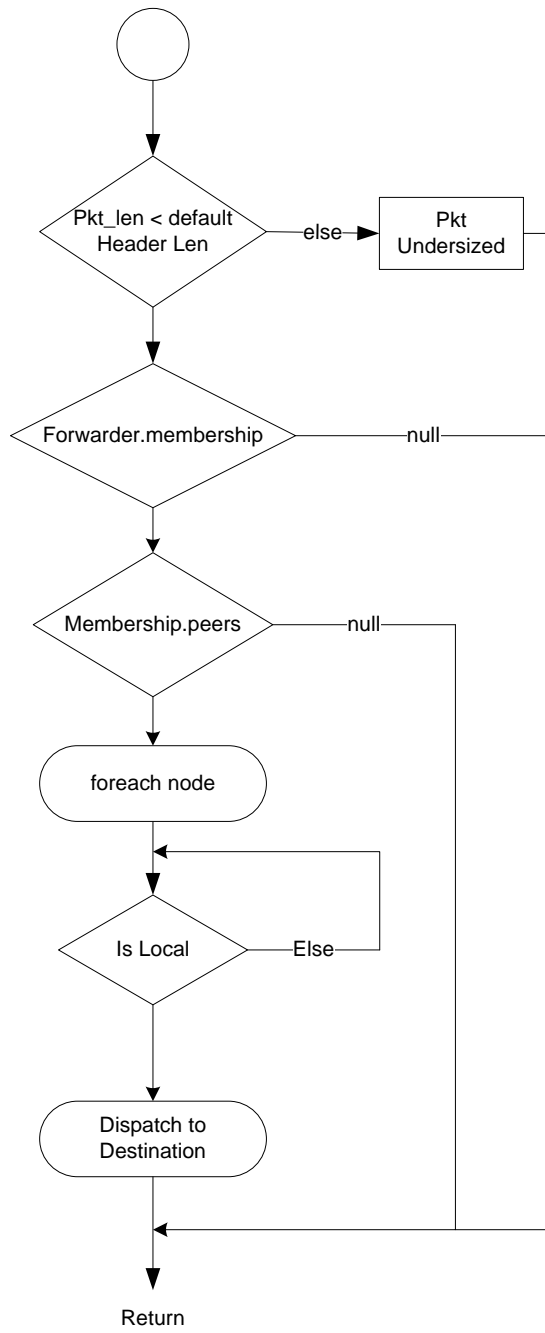 Pkt_len < default
Header Len
else
Pkt
Undersized
Forwarder.membership
null
Membership.peers
null
foreach node
Is Local
Else
Dispatch to
Destination
Return